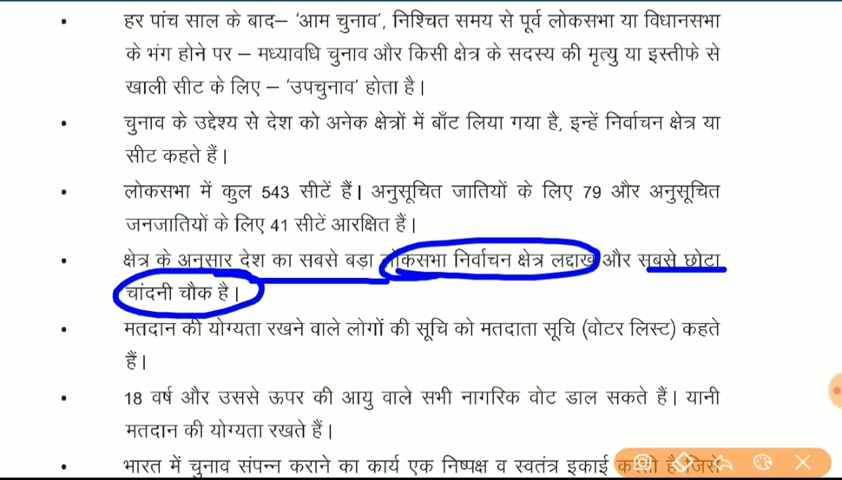 • हर पांच साल के बाद– 'आम चुनाव', निश्चित समय से पूर्व लोकसभा या विधानसभा
के भंग होने पर – मध्यावधि चुनाव और किसी क्षेत्र के सदस्य की मृत्यु या इस्तीफे से
खाली सीट के लिए – 'उपचुनाव' होता है।
• चुनाव के उद्देश्य से देश को अनेक क्षेत्रों में बाँट लिया गया है, इन्हें निर्वाचन क्षेत्र या
सीट कहते हैं।
• लोकसभा में कुल 543 सीटें हैं। अनुसूचित जातियों के लिए 79 और अनुसूचित
जनजातियों के लिए 41 सीटें आरक्षित हैं।
• क्षेत्र के अनुसार देश का सबसे बड़ा लोकसभा निर्वाचन क्षेत्र लद्दाख और सबसे छोटा
चांदनी चौक है।
• मतदान की योग्यता रखने वाले लोगों की सूचि को मतदाता सूचि (वोटर लिस्ट) कहते
हैं।
• 18 वर्ष और उससे ऊपर की आयु वाले सभी नागरिक वोट डाल सकते हैं। यानी
मतदान की योग्यता रखते हैं।
• भारत में चुनाव संपन्न कराने का कार्य एक निष्पक्ष व स्वतंत्र इकाई करती है जिसे